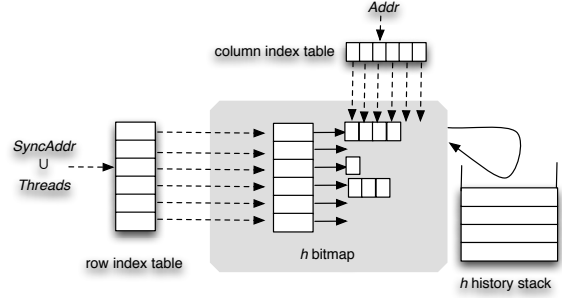 Addr
column index table
SyncAddr
∪
Threads
row index table
h bitmap
h history stack